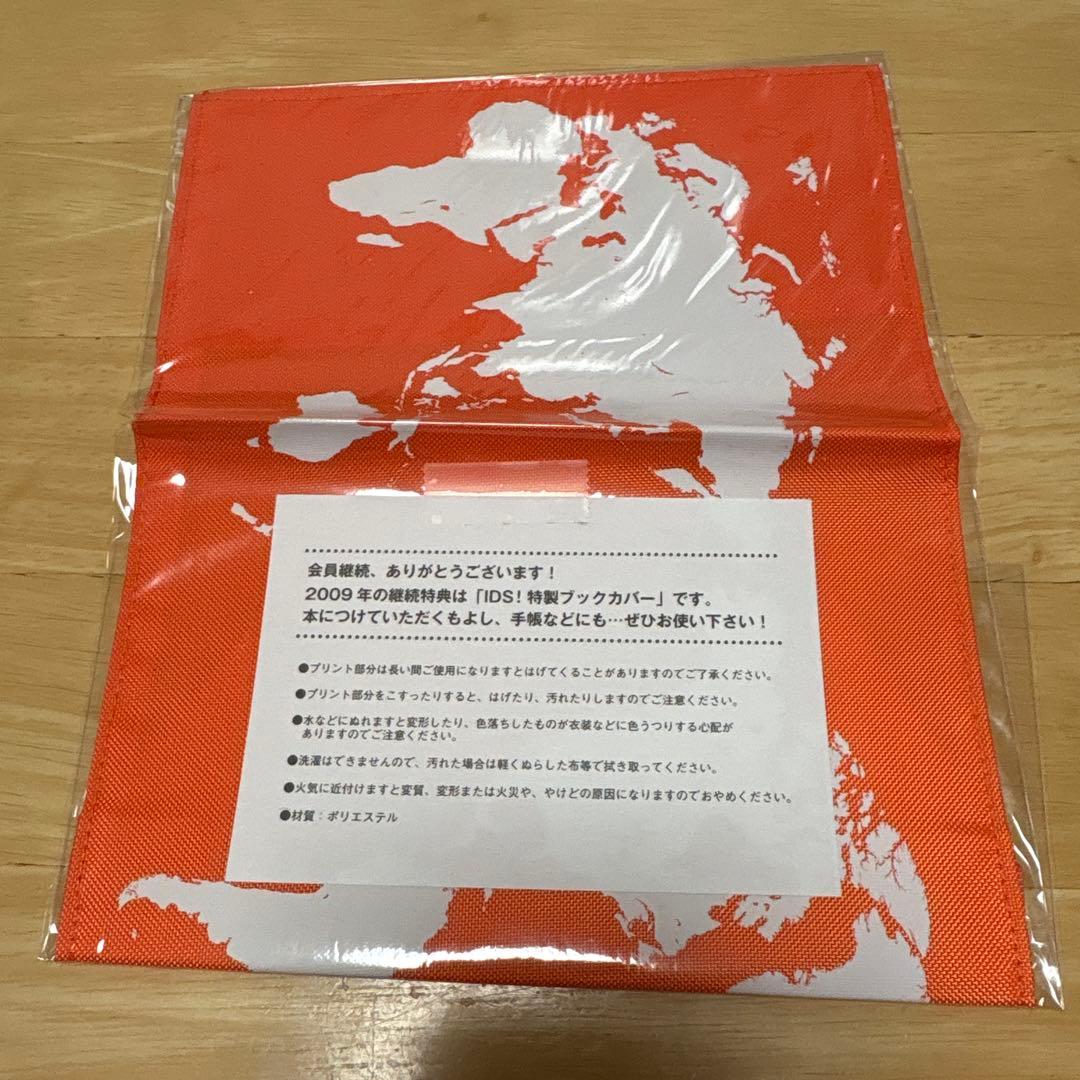 会員継続、ありがとうございます！
2009年の継続特典は「IDS！特製ブックカバー」です。
本につけていただくもよし、手帳などにも…ぜひお使い下さい！
●プリント部分は長い間ご使用になりますとはげてくることがありますのでご了承ください。
●プリント部分をこすったりすると、はげたり、汚れたりしますのでご注意ください。
●水などにぬれますと変形したり、色落ちしたものが衣装などに色うつりする心配が
ありますのでご注意ください。
●洗濯はできませんので、汚れた場合は軽くぬらした布等で拭き取ってください。
●火気に近付けますと変質、変形または火災や、やけどの原因になりますのでおやめください。
●材質：ポリエステル